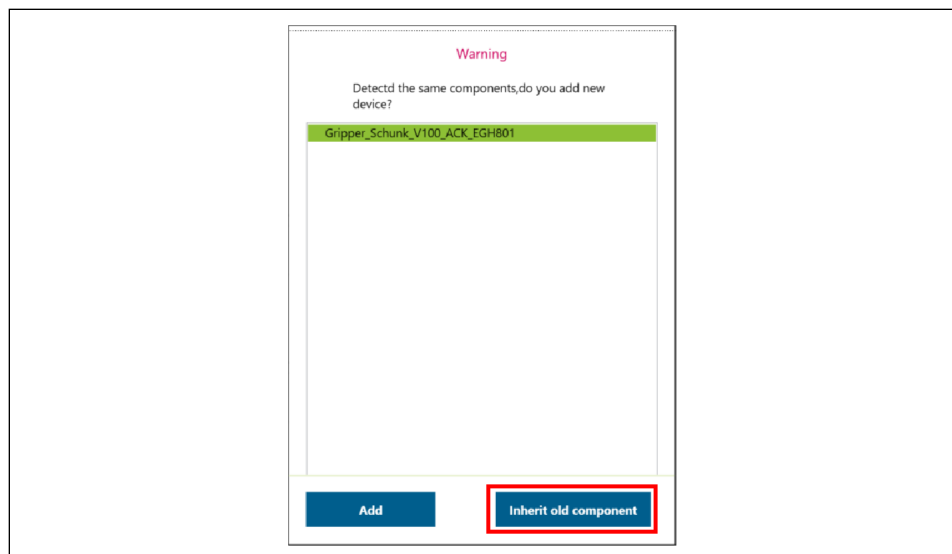 Warning
Detectd the same components,do you add new
device?
Gripper_Schunk_V100_ACK_EGH801
Add
Inherit old component